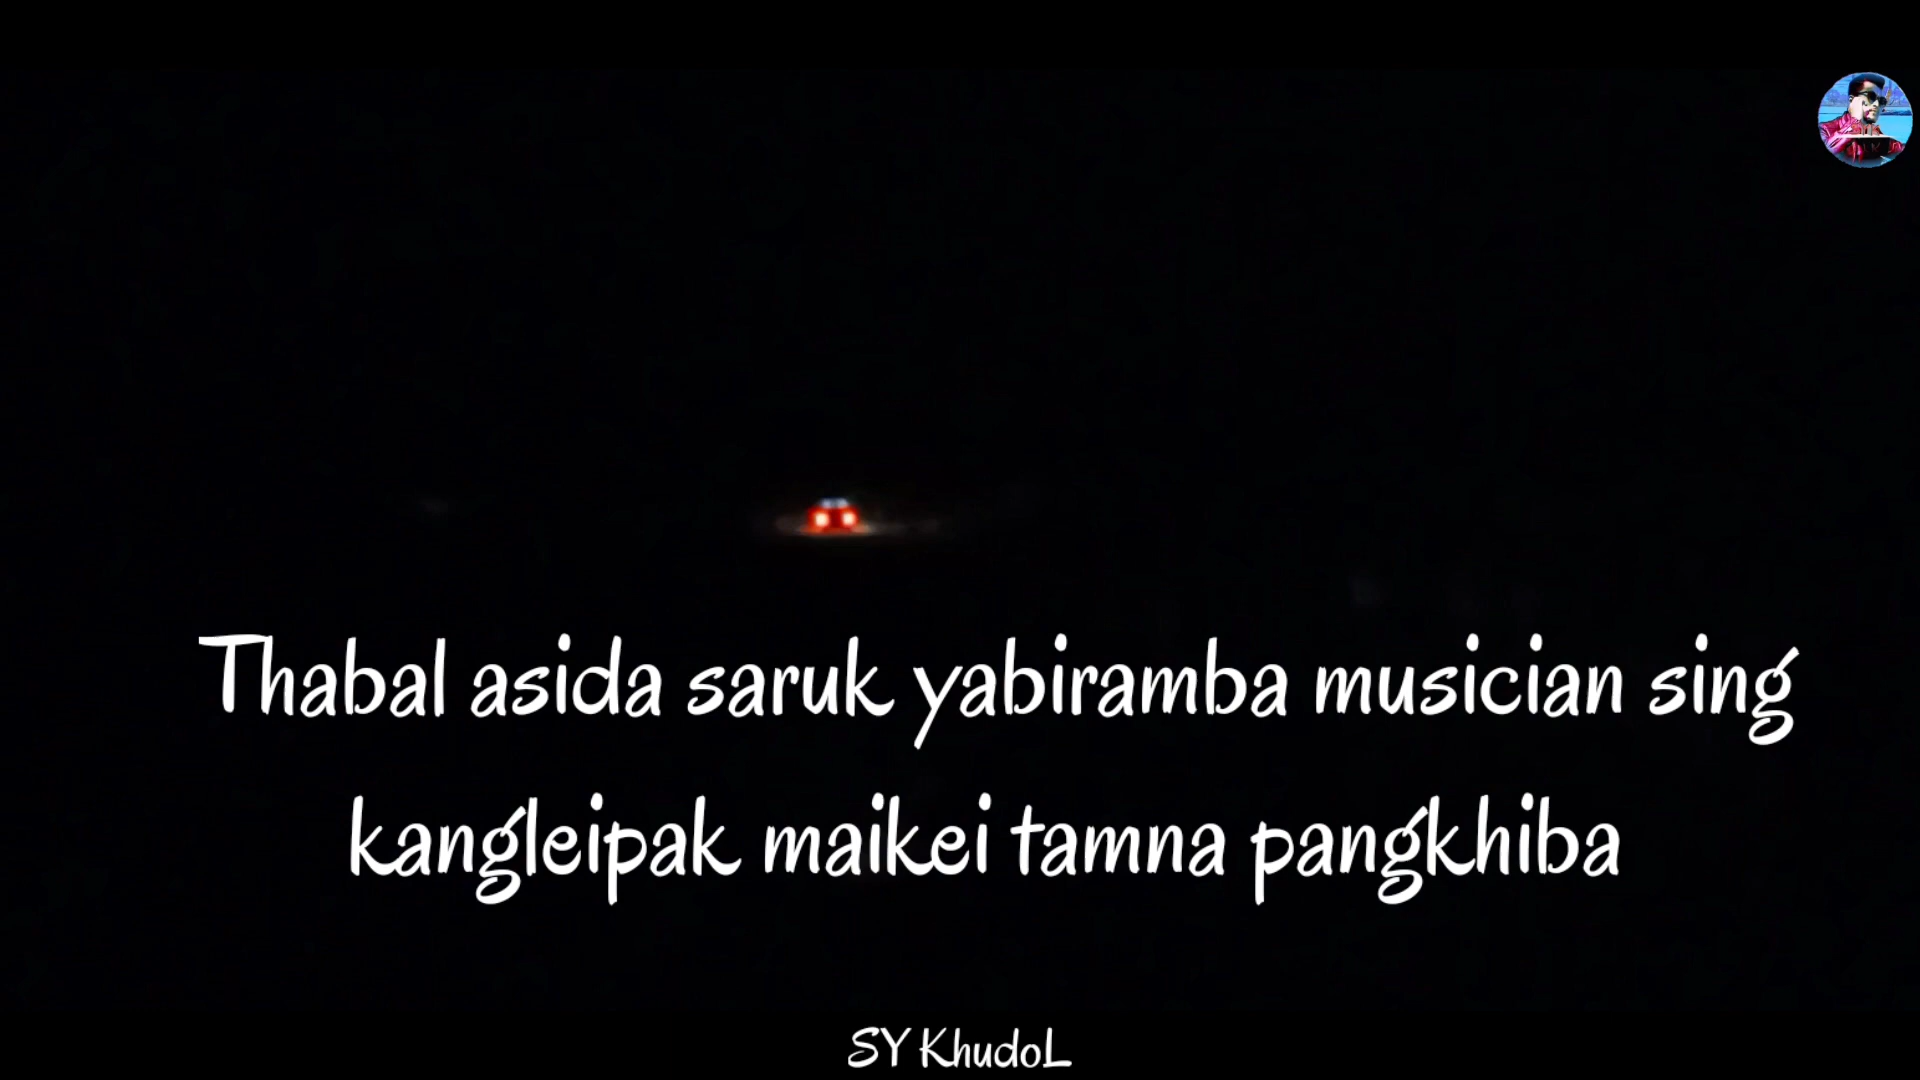 Thabal asida saruk yabiramba musician sing
kangleipak maikei tamna pangkhiba
SY KhudoL